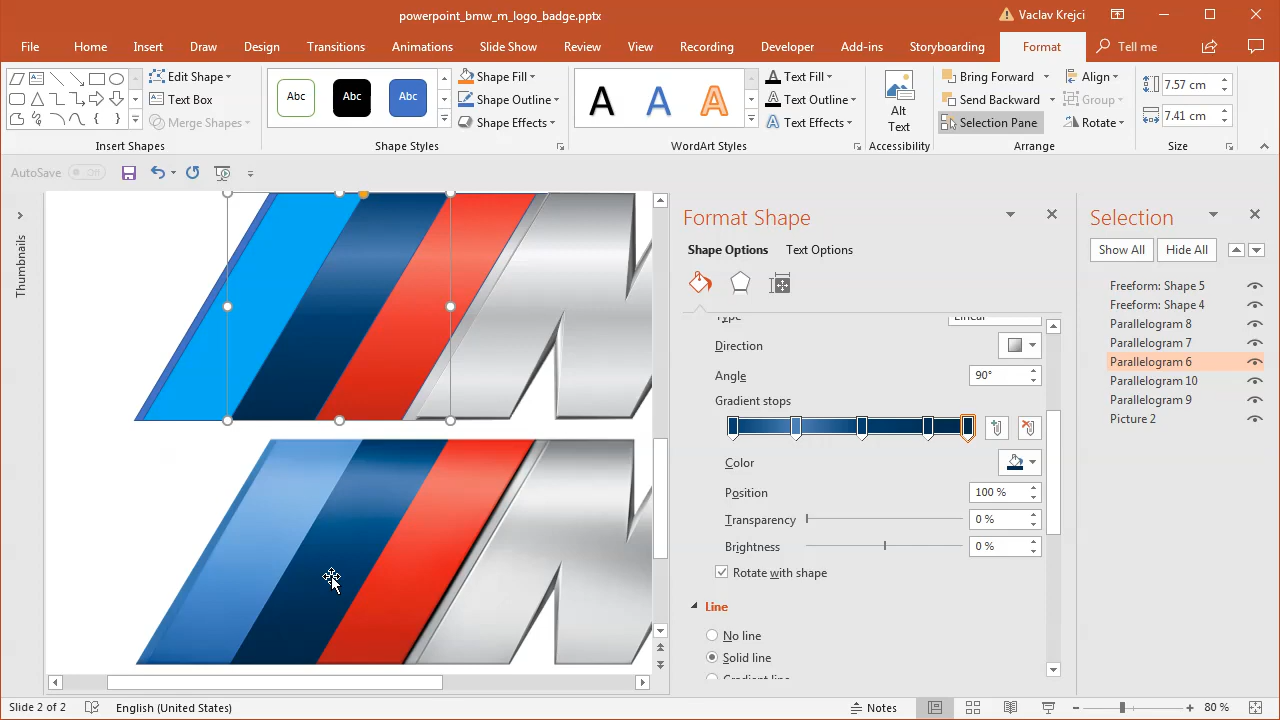 powerpoint_bmw_m_logo_badge.pptx
Vaclav Krejci
File Home Insert Draw Design Transitions Animations Slide Show Review View Recording Developer Add-ins Storyboarding Format Tell me
Edit Shape
Text Box
Merge Shapes
Insert Shapes
Abc Abc Abc
Shape Fill
Shape Outline
Shape Effects
Shape Styles
A A A
Text Fill
Text Outline
Text Effects
WordArt Styles
Alt
Text
Accessibility
Bring Forward
Send Backward
Selection Pane
Align
Group
Rotate
Arrange
7.57 cm
7.41 cm
Size
AutoSave Off
Thumbnails
Format Shape
Shape Options Text Options
Type Linear
Direction
Angle 90°
Gradient stops
Color
Position 100 %
Transparency 0 %
Brightness 0 %
Rotate with shape
Line
No line
Solid line
Gradient line
Selection
Show All Hide All
Freeform: Shape 5
Freeform: Shape 4
Parallelogram 8
Parallelogram 7
Parallelogram 6
Parallelogram 10
Parallelogram 9
Picture 2
Slide 2 of 2 English (United States) Notes 80 %